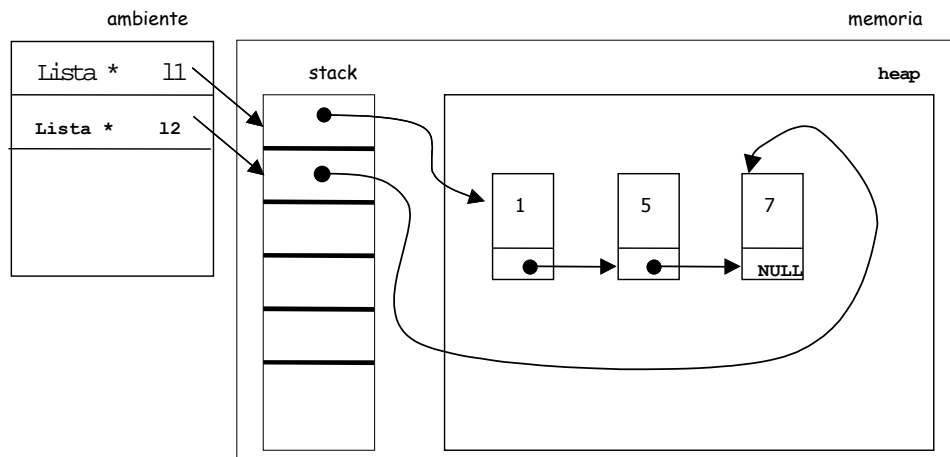 ambiente
memoria
Lista * l1
stack
heap
Lista * l2
1
5
7
NULL